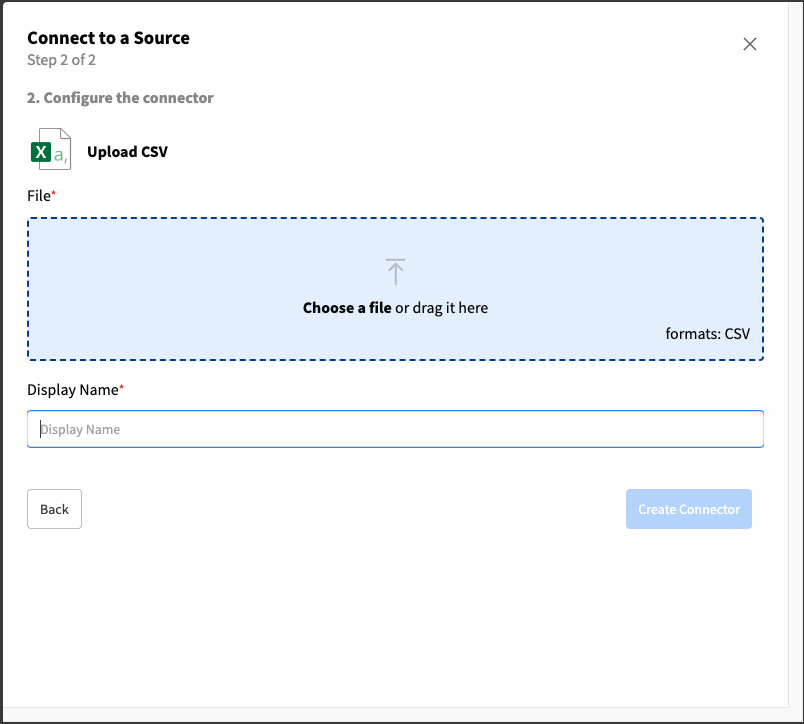 Connect to a Source
Step 2 of 2
2. Configure the connector
X a,
Upload CSV
File*
Choose a file or drag it here
formats: CSV
Display Name*
Display Name
Back
Create Connector